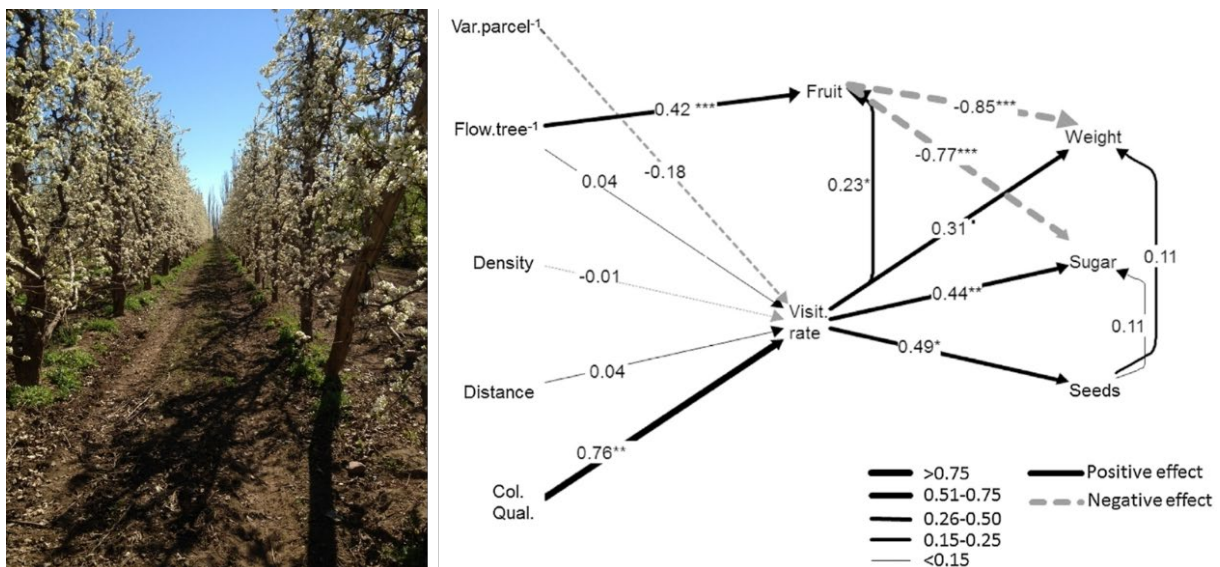 Var.parcel⁻¹
Fruit
-0.85***
0.42 ***
Flow.tree⁻¹
Weight
-0.77***
-0.18
0.04
0.23*
0.31*
Density
Sugar
0.11
-0.01
0.44**
Visit.
rate
0.11
0.49*
0.04
Distance
Seeds
0.76**
Col.
Qual.
>0.75
Positive effect
0.51-0.75
Negative effect
0.26-0.50
0.15-0.25
<0.15